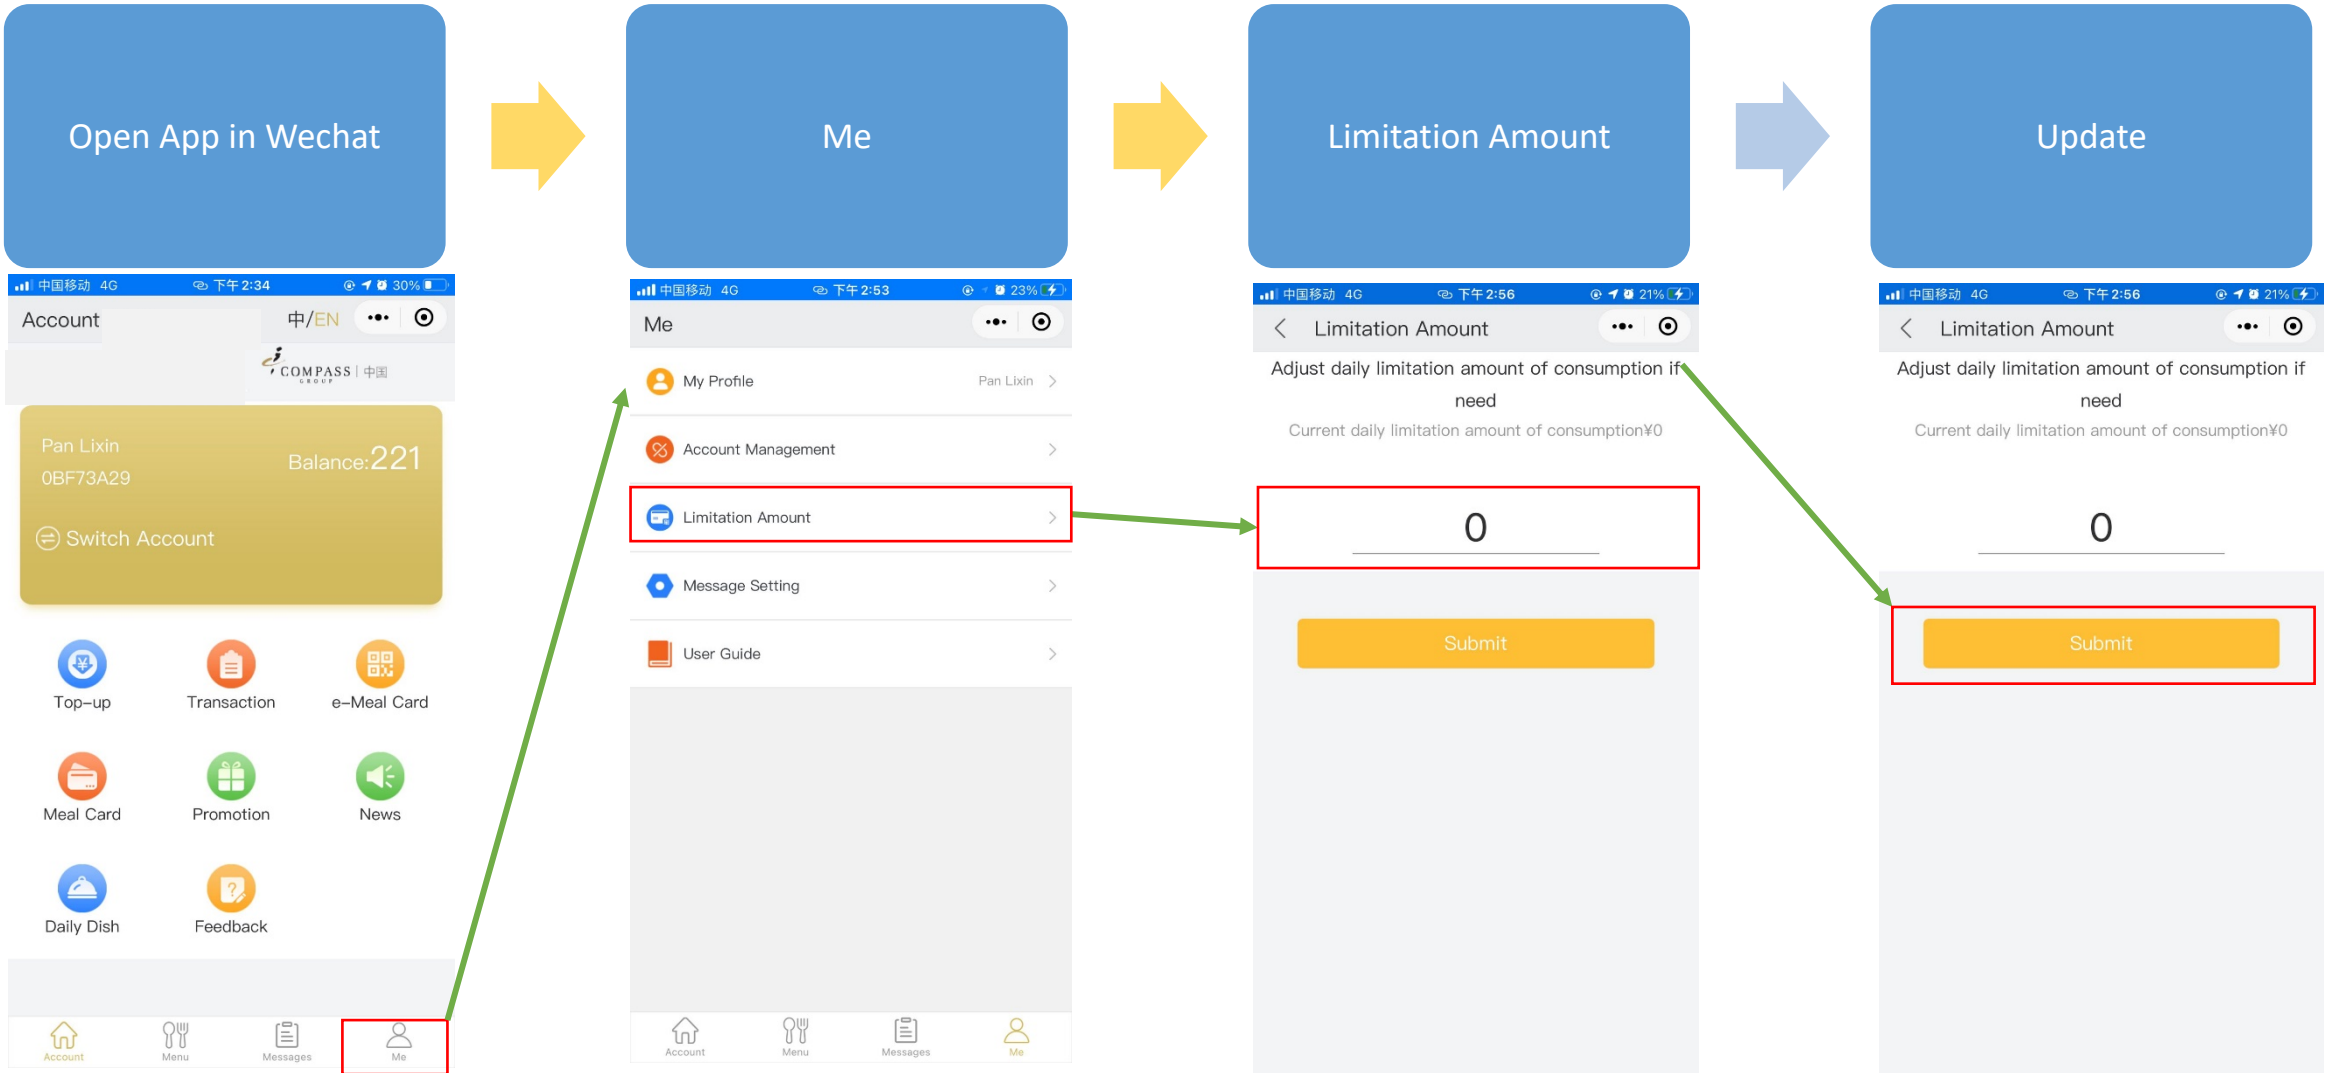 Open App in Wechat
Me
Limitation Amount
Update
中国移动 4G 下午2:34 30%
Account 中/EN
COMPASS 中国
GROUP
Pan Lixin
0BF73A29
Balance:221
Switch Account
Top-up Transaction e-Meal Card
Meal Card Promotion News
Daily Dish Feedback
Account Menu Messages Me
中国移动 4G 下午2:53 23%
Me
My Profile Pan Lixin
Account Management
Limitation Amount
Message Setting
User Guide
Account Menu Messages Me
中国移动 4G 下午2:56 21%
Limitation Amount
Adjust daily limitation amount of consumption if
need
Current daily limitation amount of consumption¥0
0
Submit
中国移动 4G 下午2:56 21%
Limitation Amount
Adjust daily limitation amount of consumption if
need
Current daily limitation amount of consumption¥0
0
Submit